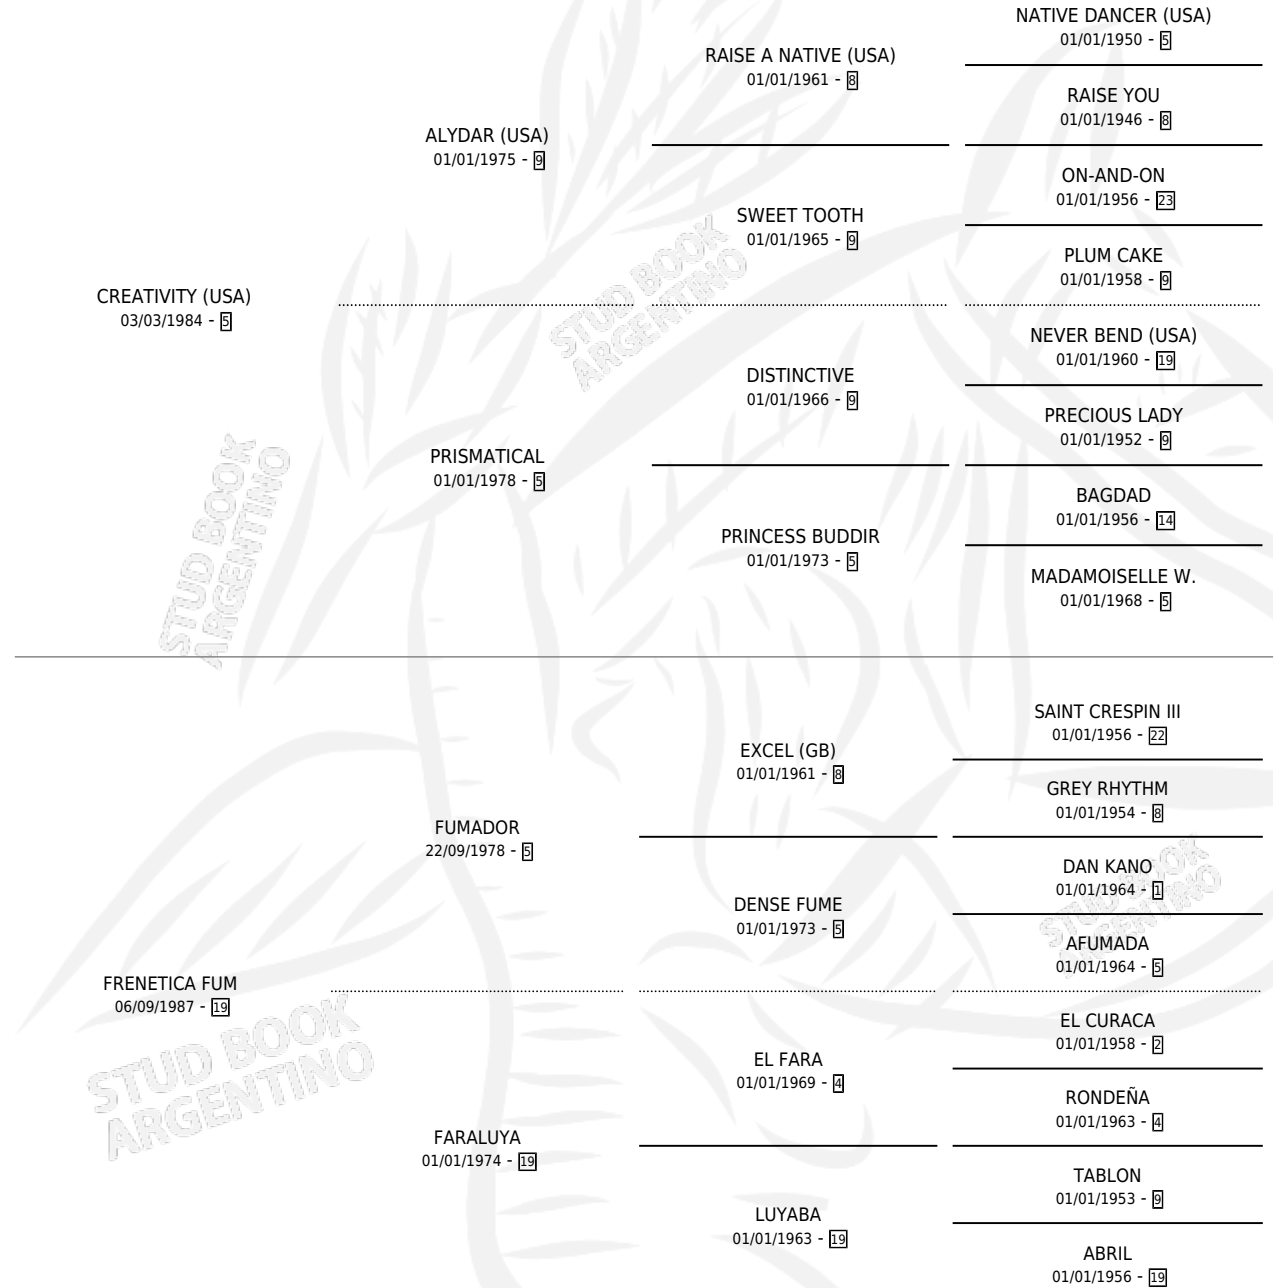 NATIVE DANCER (USA)
01/01/1950 - 5
RAISE A NATIVE (USA)
01/01/1961 - 8
RAISE YOU
01/01/1946 - 8
ALYDAR (USA)
01/01/1975 - 9
ON-AND-ON
01/01/1956 - 23
SWEET TOOTH
01/01/1965 - 9
PLUM CAKE
01/01/1958 - 9
CREATIVITY (USA)
03/03/1984 - 5
NEVER BEND (USA)
01/01/1960 - 19
DISTINCTIVE
01/01/1966 - 9
PRECIOUS LADY
01/01/1952 - 9
PRISMATICAL
01/01/1978 - 5
BAGDAD
01/01/1956 - 14
PRINCESS BUDDIR
01/01/1973 - 5
MADAMOISELLE W.
01/01/1968 - 5
SAINT CRESPIN III
01/01/1956 - 22
EXCEL (GB)
01/01/1961 - 8
GREY RHYTHM
01/01/1954 - 8
FUMADOR
22/09/1978 - 5
DAN KANO
01/01/1964 - 1
DENSE FUME
01/01/1973 - 5
AFUMADA
01/01/1964 - 5
FRENETICA FUM
06/09/1987 - 19
EL CURACA
01/01/1958 - 2
EL FARA
01/01/1969 - 4
RONDEÑA
01/01/1963 - 4
FARALUYA
01/01/1974 - 19
TABLON
01/01/1953 - 9
LUYABA
01/01/1963 - 19
ABRIL
01/01/1956 - 19
STUD BOOK
ARGENTINO
STUD BOOK
ARGENTINO
STUD BOOK
ARGENTINO
STUD BOOK
ARGENTINO